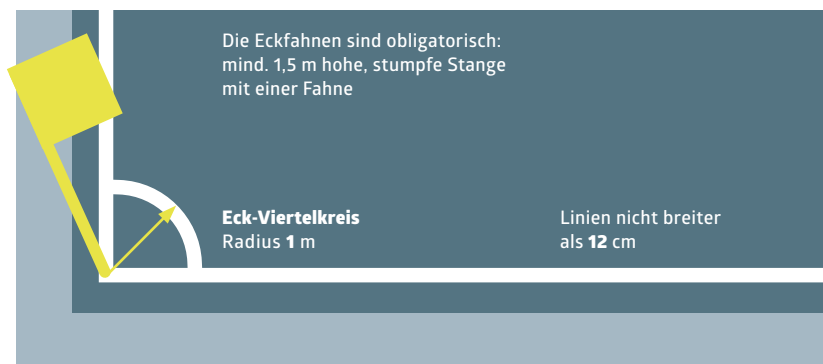 Die Eckfahnen sind obligatorisch:
mind. 1,5 m hohe, stumpfe Stange
mit einer Fahne
Eck-Viertelkreis
Radius 1 m
Linien nicht breiter
als 12 cm